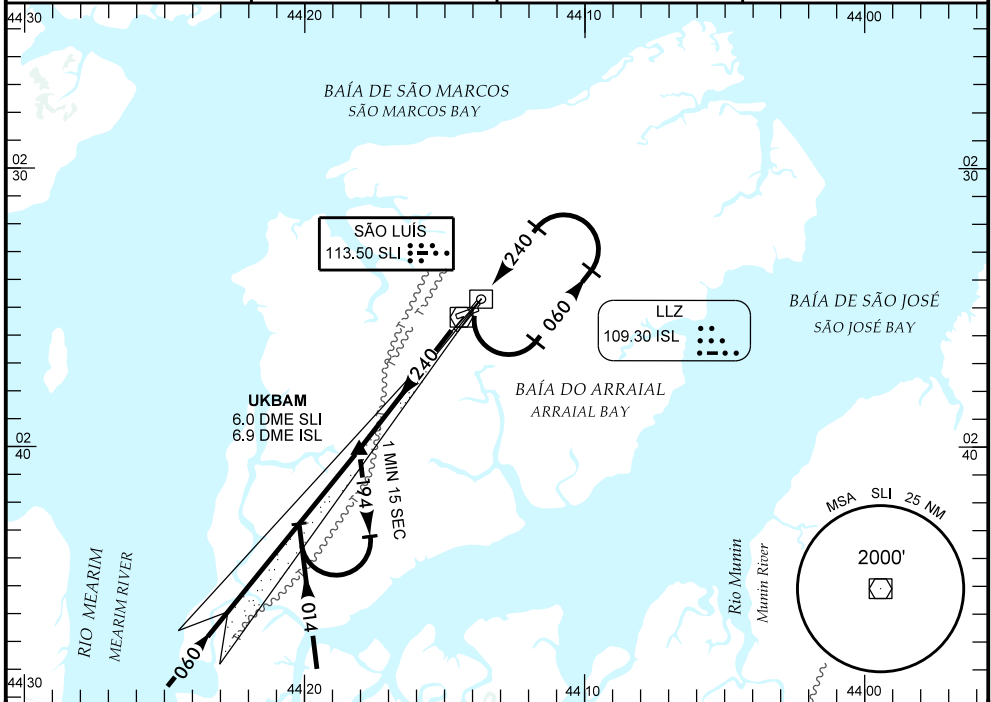 44 30
44 20
44 10
44 00
BAÍA DE SÃO MARCOS
SÃO MARCOS BAY
02
30
02
30
SÃO LUÍS
113.50 SLI
240
060
LLZ
109.30 ISL
BAÍA DE SÃO JOSÉ
SÃO JOSÉ BAY
240
BAÍA DO ARRAIAL
ARRAIAL BAY
UKBAM
6.0 DME SLI
6.9 DME ISL
02
40
02
40
1 MIN 15 SEC
194
MSA SLI 25 NM
2000'
RIO MEARIM
MEARIM RIVER
Rio Munin
Munin River
014
060
44 30
44 20
44 10
44 00